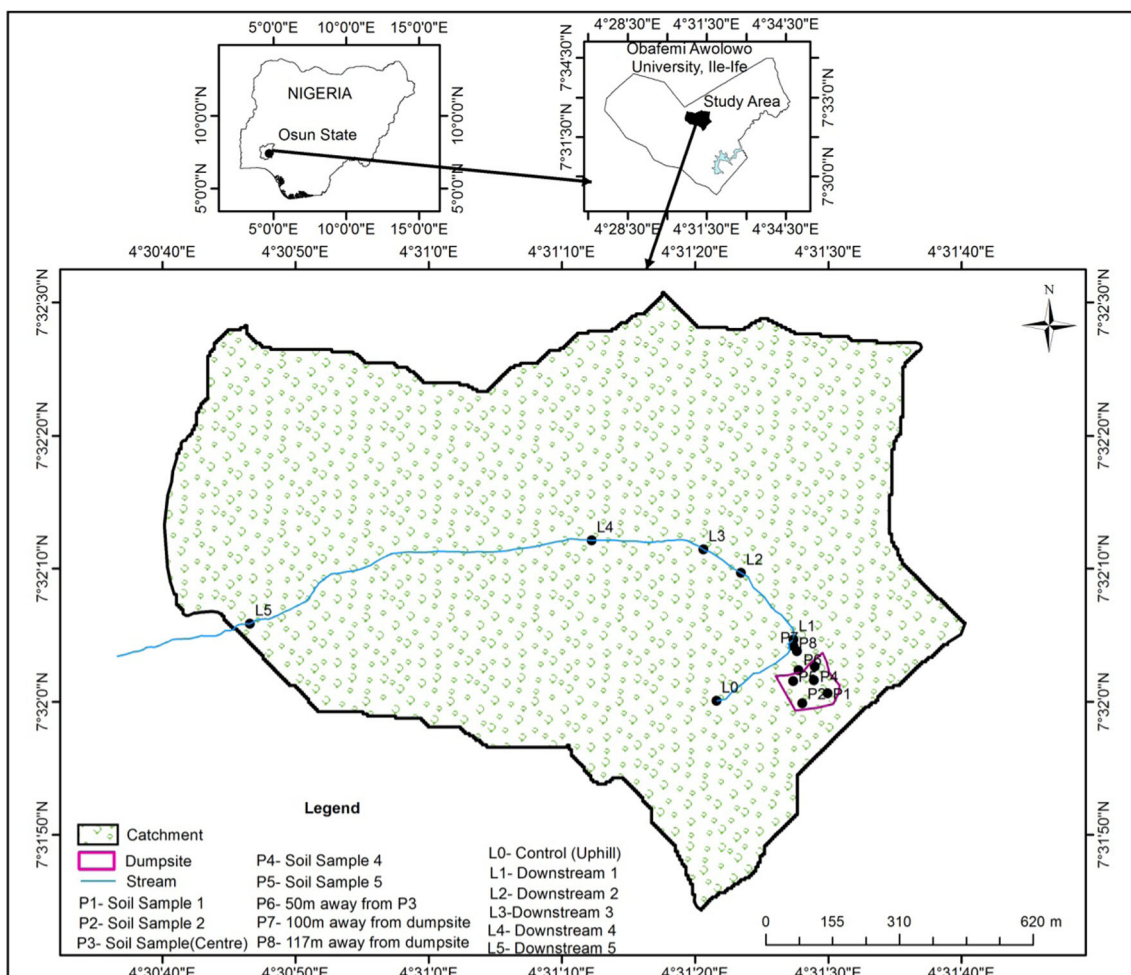 5°0'0"E 10°0'0"E 15°0'0"E
10°0'0"N
5°0'0"N
NIGERIA
Osun State
10°0'0"N
5°0'0"N
5°0'0"E 10°0'0"E 15°0'0"E
4°28'30"E 4°31'30"E 4°34'30"E
7°34'30"N
7°31'30"N
Obafemi Awolowo
University, Ile-Ife
Study Area
7°33'0"N
7°30'0"N
4°28'30"E 4°31'30"E 4°34'30"E
4°30'40"E 4°30'50"E 4°31'0"E 4°31'10"E 4°31'20"E 4°31'30"E 4°31'40"E
7°32'30"N
7°32'20"N
7°32'10"N
7°32'0"N
7°31'50"N
N
L4
L3
L2
L5
L1
P7
P8
P6
P4
L0
P2
P1
7°32'30"N
7°32'20"N
7°32'10"N
7°32'0"N
7°31'50"N
Legend
Catchment
Dumpsite
Stream
P1- Soil Sample 1
P2- Soil Sample 2
P3- Soil Sample(Centre)
P4- Soil Sample 4
P5- Soil Sample 5
P6- 50m away from P3
P7- 100m away from dumpsite
P8- 117m away from dumpsite
L0- Control (Uphill)
L1- Downstream 1
L2- Downstream 2
L3-Downstream 3
L4- Downstream 4
L5- Downstream 5
0 155 310 620 m
4°30'40"E 4°30'50"E 4°31'0"E 4°31'10"E 4°31'20"E 4°31'30"E 4°31'40"E